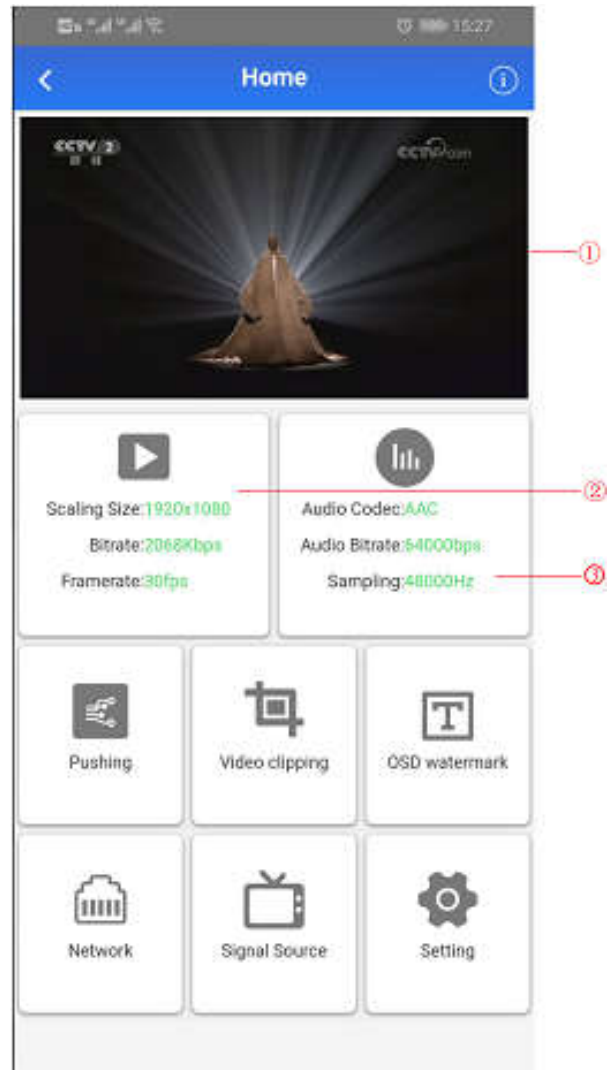 15:27
Home
CCTV 2
CCTV.com
①
Scaling Size:1920x1080
Bitrate:2068Kbps
Framerate:30fps
②
Audio Codec:AAC
Audio Bitrate:64000bps
Sampling:48000Hz
③
Pushing
Video clipping
OSD watermark
Network
Signal Source
Setting